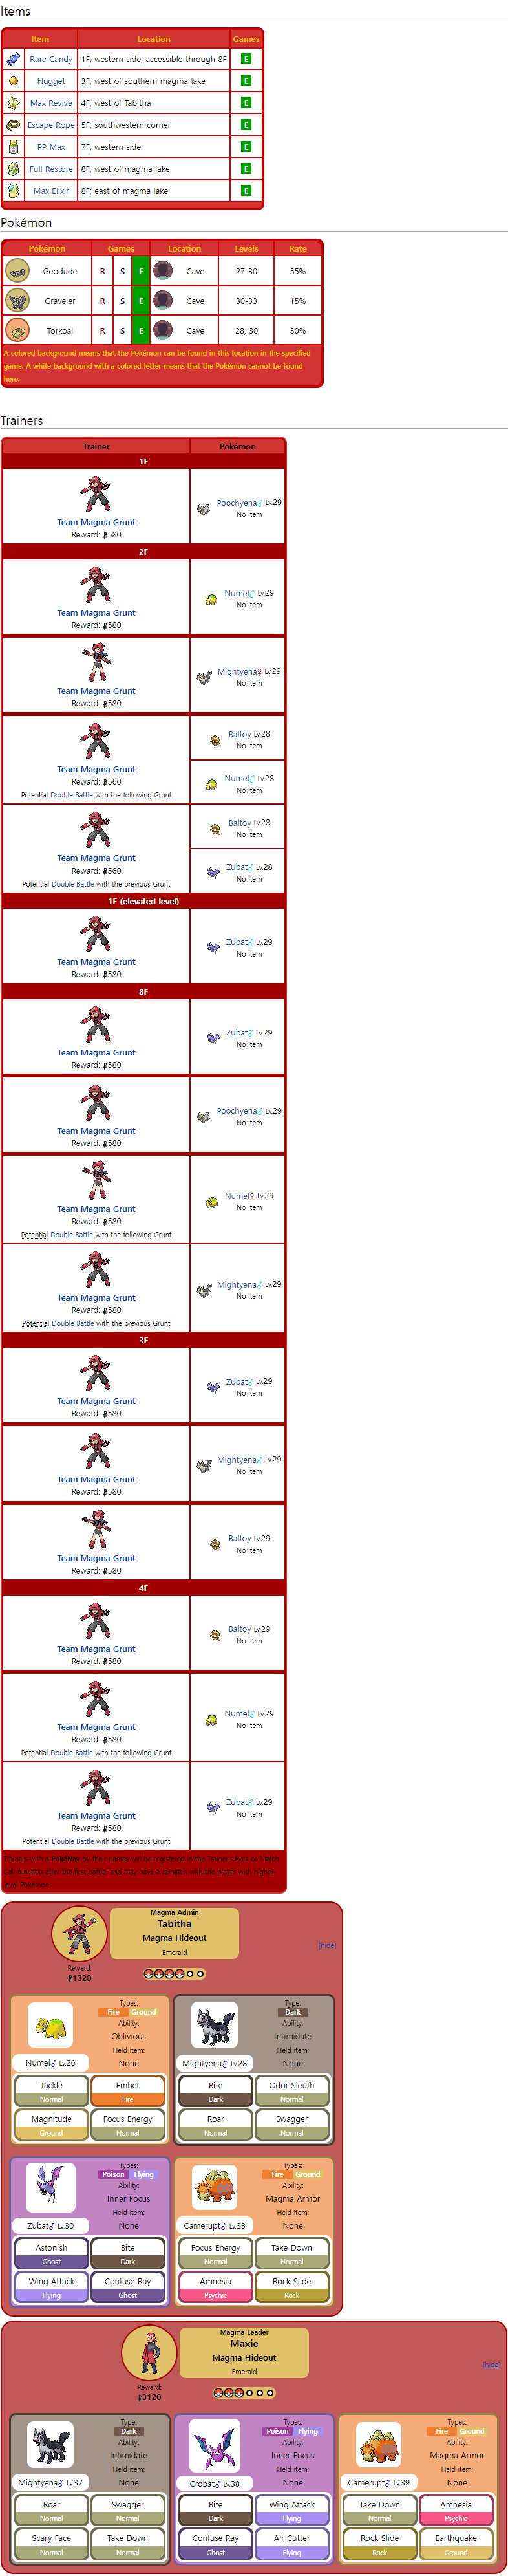 Items
Item Location Games
Rare Candy 1F; western side, accessible through 8F E
Nugget 3F; west of southern magma lake E
Max Revive 4F; west of Tabitha E
Escape Rope 5F; southwestern corner E
PP Max 7F; western side E
Full Restore 8F; west of magma lake E
Max Elixir 8F; east of magma lake E
Pokémon
Pokémon Games Location Levels Rate
Geodude R S E Cave 27-30 55%
Graveler R S E Cave 30-33 15%
Torkoal R S E Cave 28, 30 30%
A colored background means that the Pokémon can be found in this location in the specified
game. A white background with a colored letter means that the Pokémon cannot be found
here.
Trainers
Trainer Pokémon
1F
Poochyena♂ Lv.29
No item
Team Magma Grunt
Reward: 580
2F
Numel♂ Lv.29
No item
Team Magma Grunt
Reward: 580
Mightyena♀ Lv.29
No item
Team Magma Grunt
Reward: 580
Baltoy Lv.28
No item
Team Magma Grunt
Reward: 560
Potential Double Battle with the following Grunt
Numel♂ Lv.28
No item
Baltoy Lv.28
No item
Team Magma Grunt
Reward: 560
Potential Double Battle with the previous Grunt
Zubat♂ Lv.28
No item
1F (elevated level)
Zubat♂ Lv.29
No item
Team Magma Grunt
Reward: 580
8F
Zubat♂ Lv.29
No item
Team Magma Grunt
Reward: 580
Poochyena♂ Lv.29
No item
Team Magma Grunt
Reward: 580
Numel♀ Lv.29
No item
Team Magma Grunt
Reward: 580
Potential Double Battle with the following Grunt
Mightyena♂ Lv.29
No item
Team Magma Grunt
Reward: 580
Potential Double Battle with the previous Grunt
3F
Zubat♂ Lv.29
No item
Team Magma Grunt
Reward: 580
Mightyena♂ Lv.29
No item
Team Magma Grunt
Reward: 580
Baltoy Lv.29
No item
Team Magma Grunt
Reward: 580
4F
Baltoy Lv.29
No item
Team Magma Grunt
Reward: 580
Numel♂ Lv.29
No item
Team Magma Grunt
Reward: 580
Potential Double Battle with the following Grunt
Zubat♂ Lv.29
No item
Team Magma Grunt
Reward: 580
Potential Double Battle with the previous Grunt
Trainers with a PokéNav by their names will be registered in the Trainer's Eyes or Match
Call function after the first battle, and may have a rematch with the player with higher-
level Pokémon.
Magma Admin
Tabitha
Magma Hideout
Emerald
[hide]
Reward:
1320
Types:
Fire Ground
Ability:
Oblivious
Held item:
None
Numel♂ Lv.26
Tackle Ember
Normal Fire
Magnitude Focus Energy
Ground Normal
Type:
Dark
Ability:
Intimidate
Held item:
None
Mightyena♂ Lv.28
Bite Odor Sleuth
Dark Normal
Roar Swagger
Normal Normal
Types:
Poison Flying
Ability:
Inner Focus
Held item:
None
Zubat♂ Lv.30
Astonish Bite
Ghost Dark
Wing Attack Confuse Ray
Flying Ghost
Types:
Fire Ground
Ability:
Magma Armor
Held item:
None
Camerupt♂ Lv.33
Focus Energy Take Down
Normal Normal
Amnesia Rock Slide
Psychic Rock
Magma Leader
Maxie
Magma Hideout
Emerald
[hide]
Reward:
3120
Type:
Dark
Ability:
Intimidate
Held item:
None
Mightyena♂ Lv.37
Roar Swagger
Normal Normal
Scary Face Take Down
Normal Normal
Types:
Poison Flying
Ability:
Inner Focus
Held item:
None
Crobat♂ Lv.38
Bite Wing Attack
Dark Flying
Confuse Ray Air Cutter
Ghost Flying
Types:
Fire Ground
Ability:
Magma Armor
Held item:
None
Camerupt♂ Lv.39
Take Down Amnesia
Normal Psychic
Rock Slide Earthquake
Rock Ground